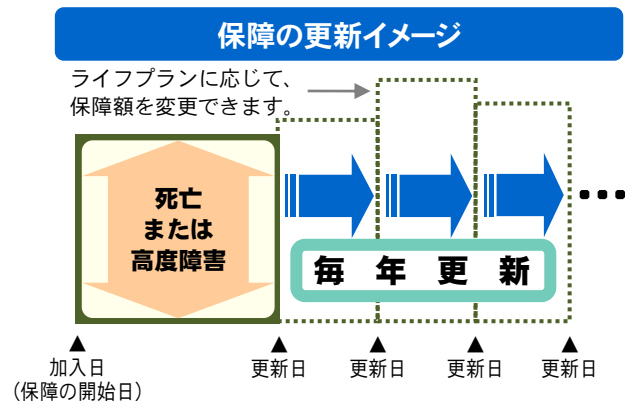 保障の更新イメージ
ライフプランに応じて、
保障額を変更できます。
死亡
または
高度障害
毎年更新
▲ ▲ ▲ ▲ ▲
加入日 更新日 更新日 更新日 更新日
（保障の開始日）